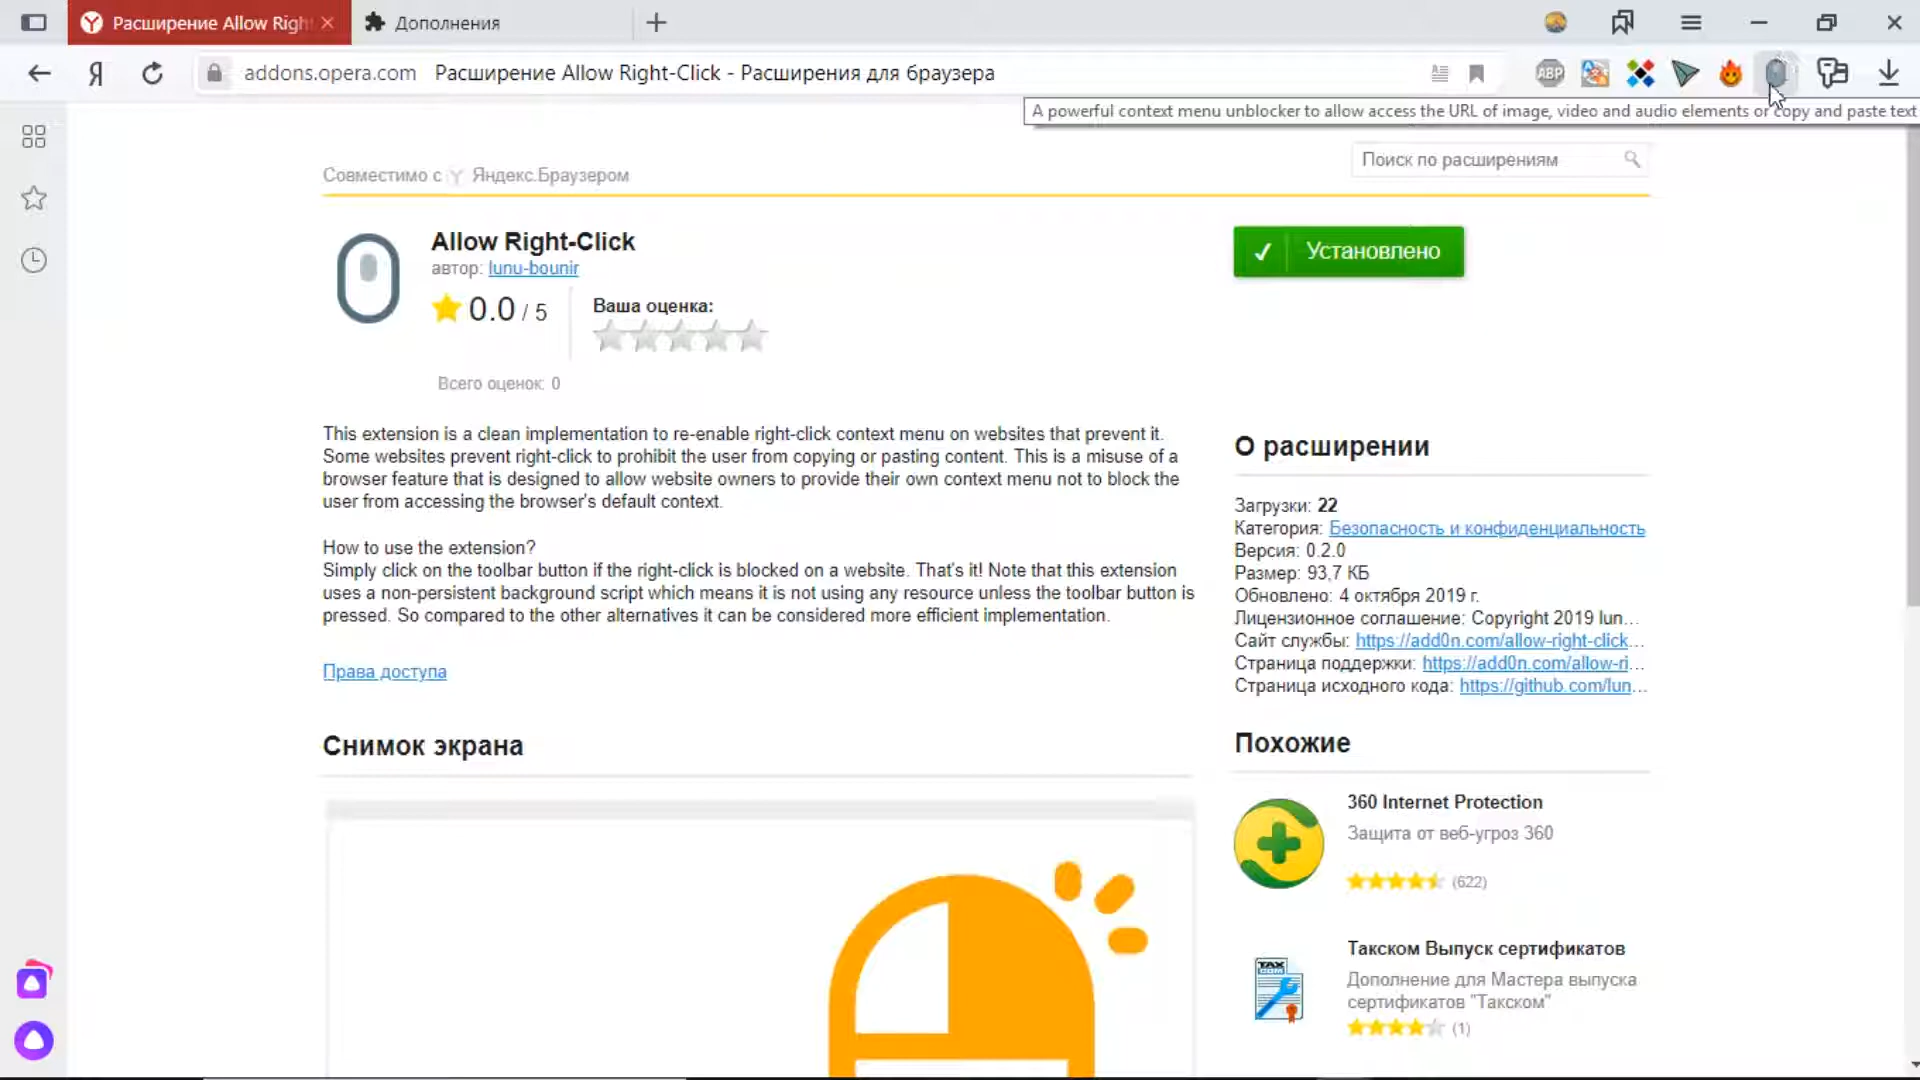 Расширение Allow Righ
Дополнения
Я
addons.opera.com Расширение Allow Right-Click - Расширения для браузера
ABP
A powerful context menu unblocker to allow access the URL of image, video and audio elements or copy and paste text
Поиск по расширениям
Совместимо с Яндекс.Браузером
Allow Right-Click
автор: lunu-bounir
0.0 / 5
Ваша оценка:
Всего оценок: 0
Установлено
This extension is a clean implementation to re-enable right-click context menu on websites that prevent it.
Some websites prevent right-click to prohibit the user from copying or pasting content. This is a misuse of a
browser feature that is designed to allow website owners to provide their own context menu not to block the
user from accessing the browser's default context.
How to use the extension?
Simply click on the toolbar button if the right-click is blocked on a website. That's it! Note that this extension
uses a non-persistent background script which means it is not using any resource unless the toolbar button is
pressed. So compared to the other alternatives it can be considered more efficient implementation.
Права доступа
Снимок экрана
О расширении
Загрузки: 22
Категория: Безопасность и конфиденциальность
Версия: 0.2.0
Размер: 93,7 КБ
Обновлено: 4 октября 2019 г.
Лицензионное соглашение: Copyright 2019 lun...
Сайт службы: https://add0n.com/allow-right-click...
Страница поддержки: https://add0n.com/allow-ri...
Страница исходного кода: https://github.com/lun...
Похожие
360 Internet Protection
Защита от веб-угроз 360
(622)
TAX
Такском Выпуск сертификатов
Дополнение для Мастера выпуска
сертификатов "Такском"
(1)